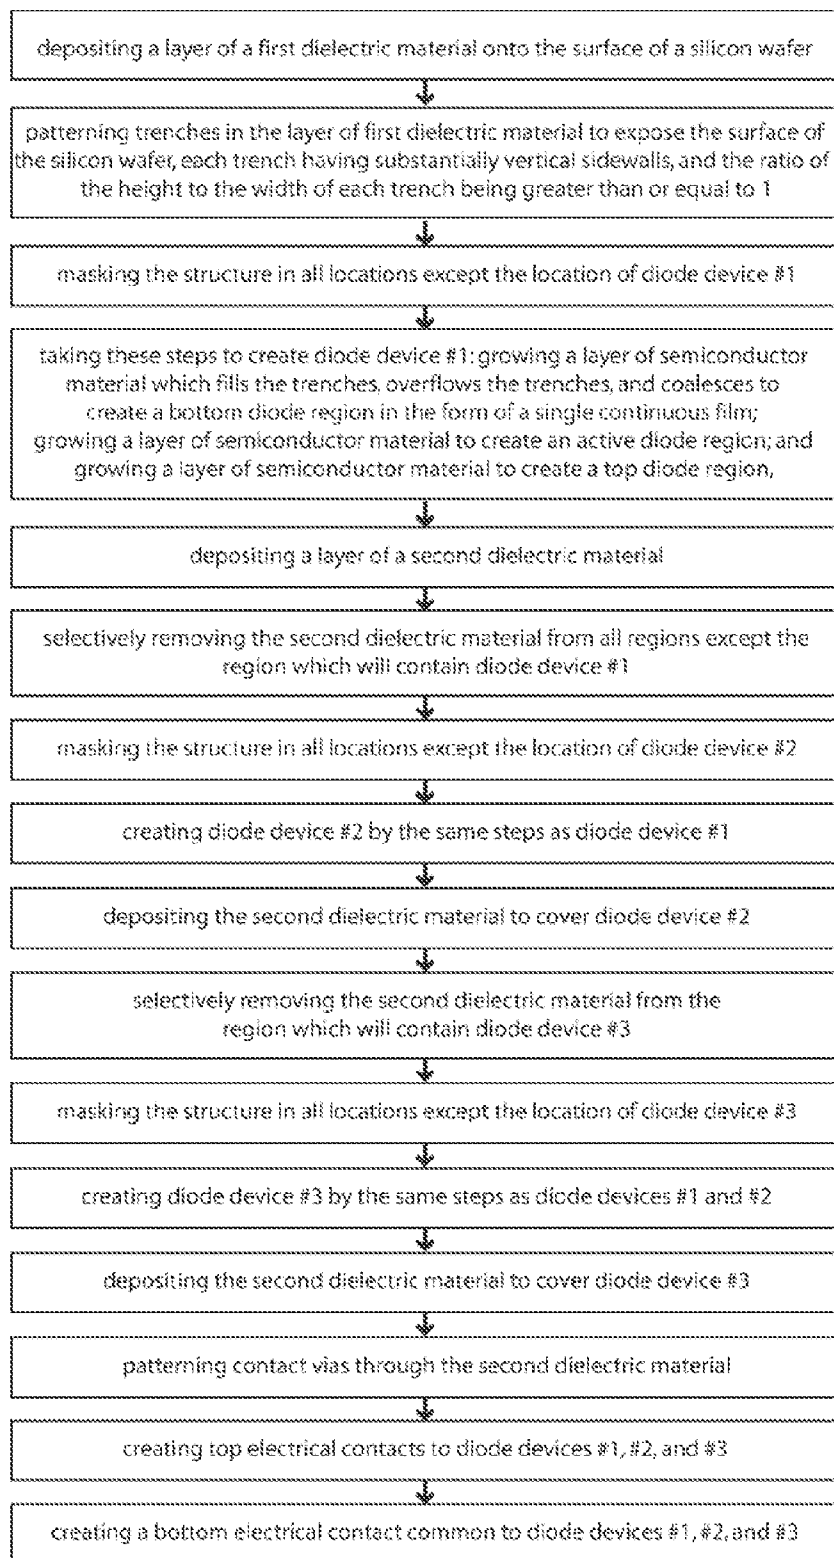 depositing a layer of a first dielectric material onto the surface of a silicon wafer
patterning trenches in the layer of first dielectric material to expose the surface of
the silicon wafer, each trench having substantially vertical sidewalls, and the ratio of
the height to the width of each trench being greater than or equal to 1
masking the structure in all locations except the location of diode device #1
taking these steps to create diode device #1: growing a layer of semiconductor
material which fills the trenches, overflows the trenches, and coalesces to
create a bottom diode region in the form of a single continuous film;
growing a layer of semiconductor material to create an active diode region; and
growing a layer of semiconductor material to create a top diode region,
depositing a layer of a second dielectric material
selectively removing the second dielectric material from all regions except the
region which will contain diode device #1
masking the structure in all locations except the location of diode device #2
creating diode device #2 by the same steps as diode device #1
depositing the second dielectric material to cover diode device #2
selectively removing the second dielectric material from the
region which will contain diode device #3
masking the structure in all locations except the location of diode device #3
creating diode device #3 by the same steps as diode devices #1 and #2
depositing the second dielectric material to cover diode device #3
patterning contact vias through the second dielectric material
creating top electrical contacts to diode devices #1, #2, and #3
creating a bottom electrical contact common to diode devices #1, #2, and #3